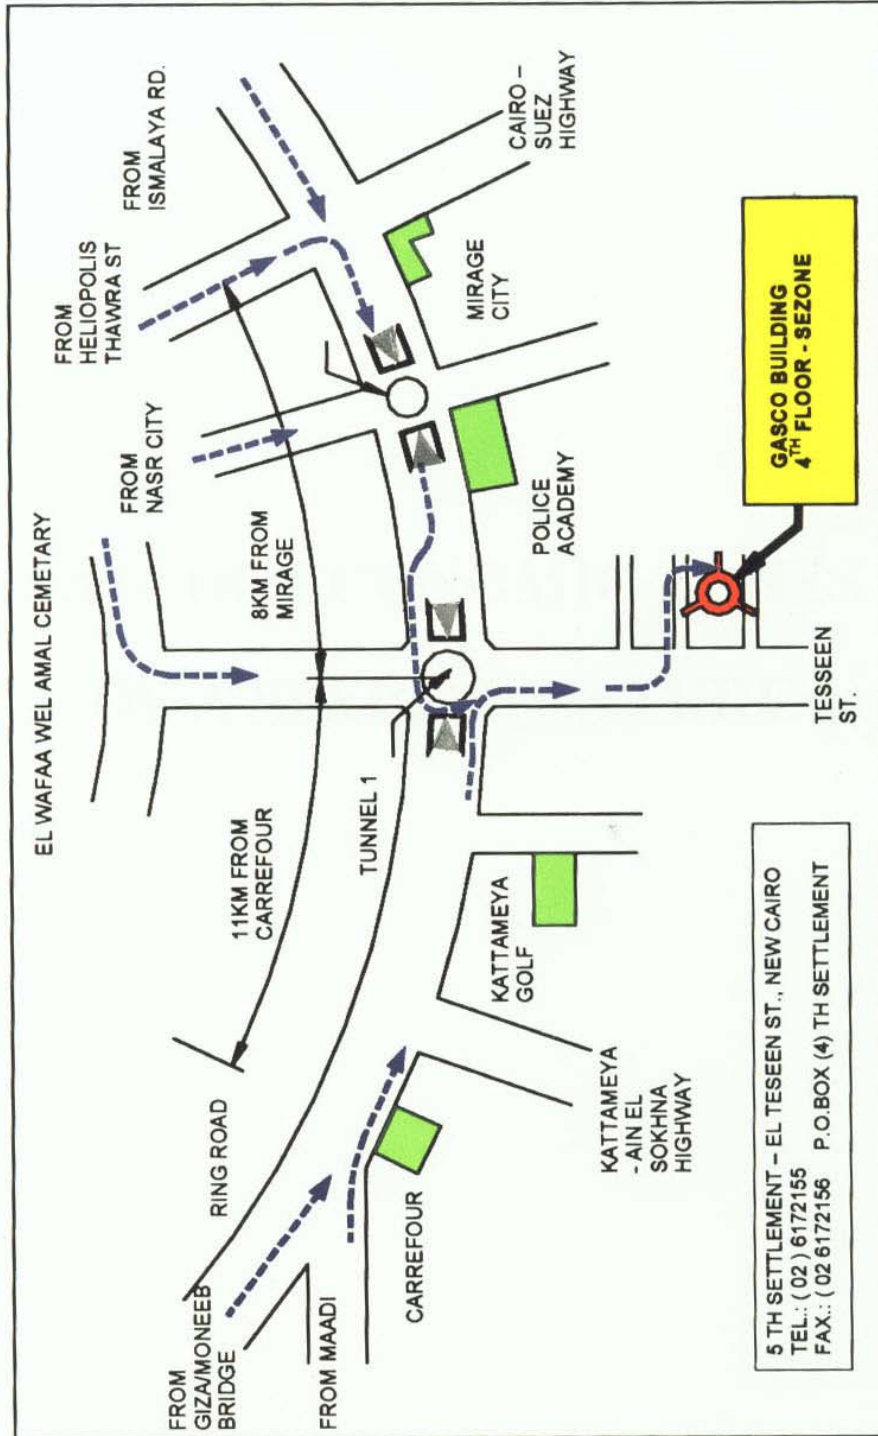 EL WAFAA WEL AMAL CEMETARY
FROM
HELIOPOLIS
THAWRA ST
FROM
ISMALAYA RD.
FROM
NASR CITY
8KM FROM
MIRAGE
11KM FROM
CARREFOUR
RING ROAD
FROM
GIZA/MONEEB
BRIDGE
FROM MAADI
CARREFOUR
TUNNEL 1
KATTAMEYA
- AIN EL
SOKHNA
HIGHWAY
KATTAMEYA
GOLF
POLICE
ACADEMY
MIRAGE
CITY
CAIRO –
SUEZ
HIGHWAY
TESSEEN
ST.
GASCO BUILDING
4TH FLOOR - SEZONE
5 TH SETTLEMENT – EL TESEEN ST., NEW CAIRO
TEL.: ( 02 ) 6172155
FAX.: ( 02 6172156 P.O.BOX (4) TH SETTLEMENT